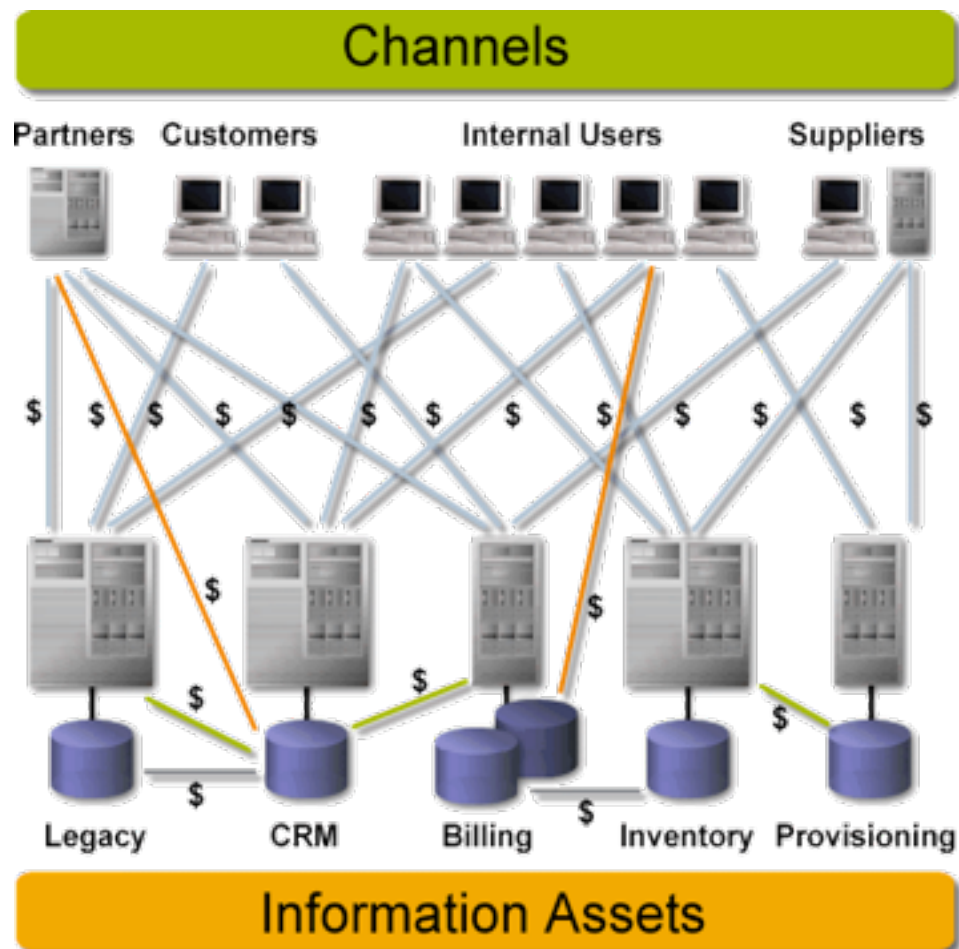 Channels
Partners Customers Internal Users Suppliers
$ $ $ $ $ $ $ $ $ $ $ $ $
$ $
$ $
$
$ $
Legacy CRM Billing Inventory Provisioning
Information Assets